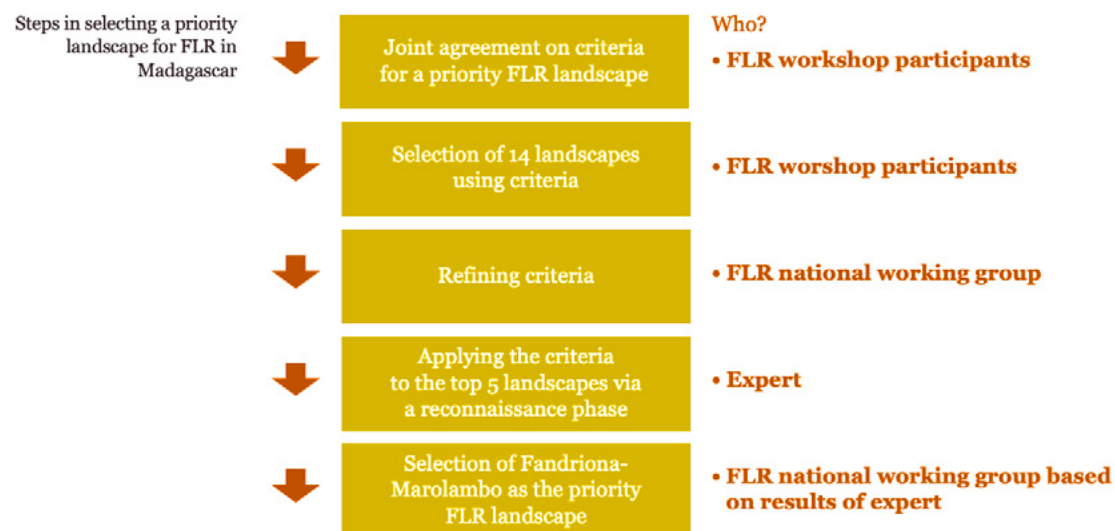 Steps in selecting a priority
landscape for FLR in
Madagascar
Joint agreement on criteria
for a priority FLR landscape
Who?
• FLR workshop participants
Selection of 14 landscapes
using criteria
• FLR worshop participants
Refining criteria
• FLR national working group
Applying the criteria
to the top 5 landscapes via
a reconnaissance phase
• Expert
Selection of Fandriona-
Marolambo as the priority
FLR landscape
• FLR national working group based
on results of expert